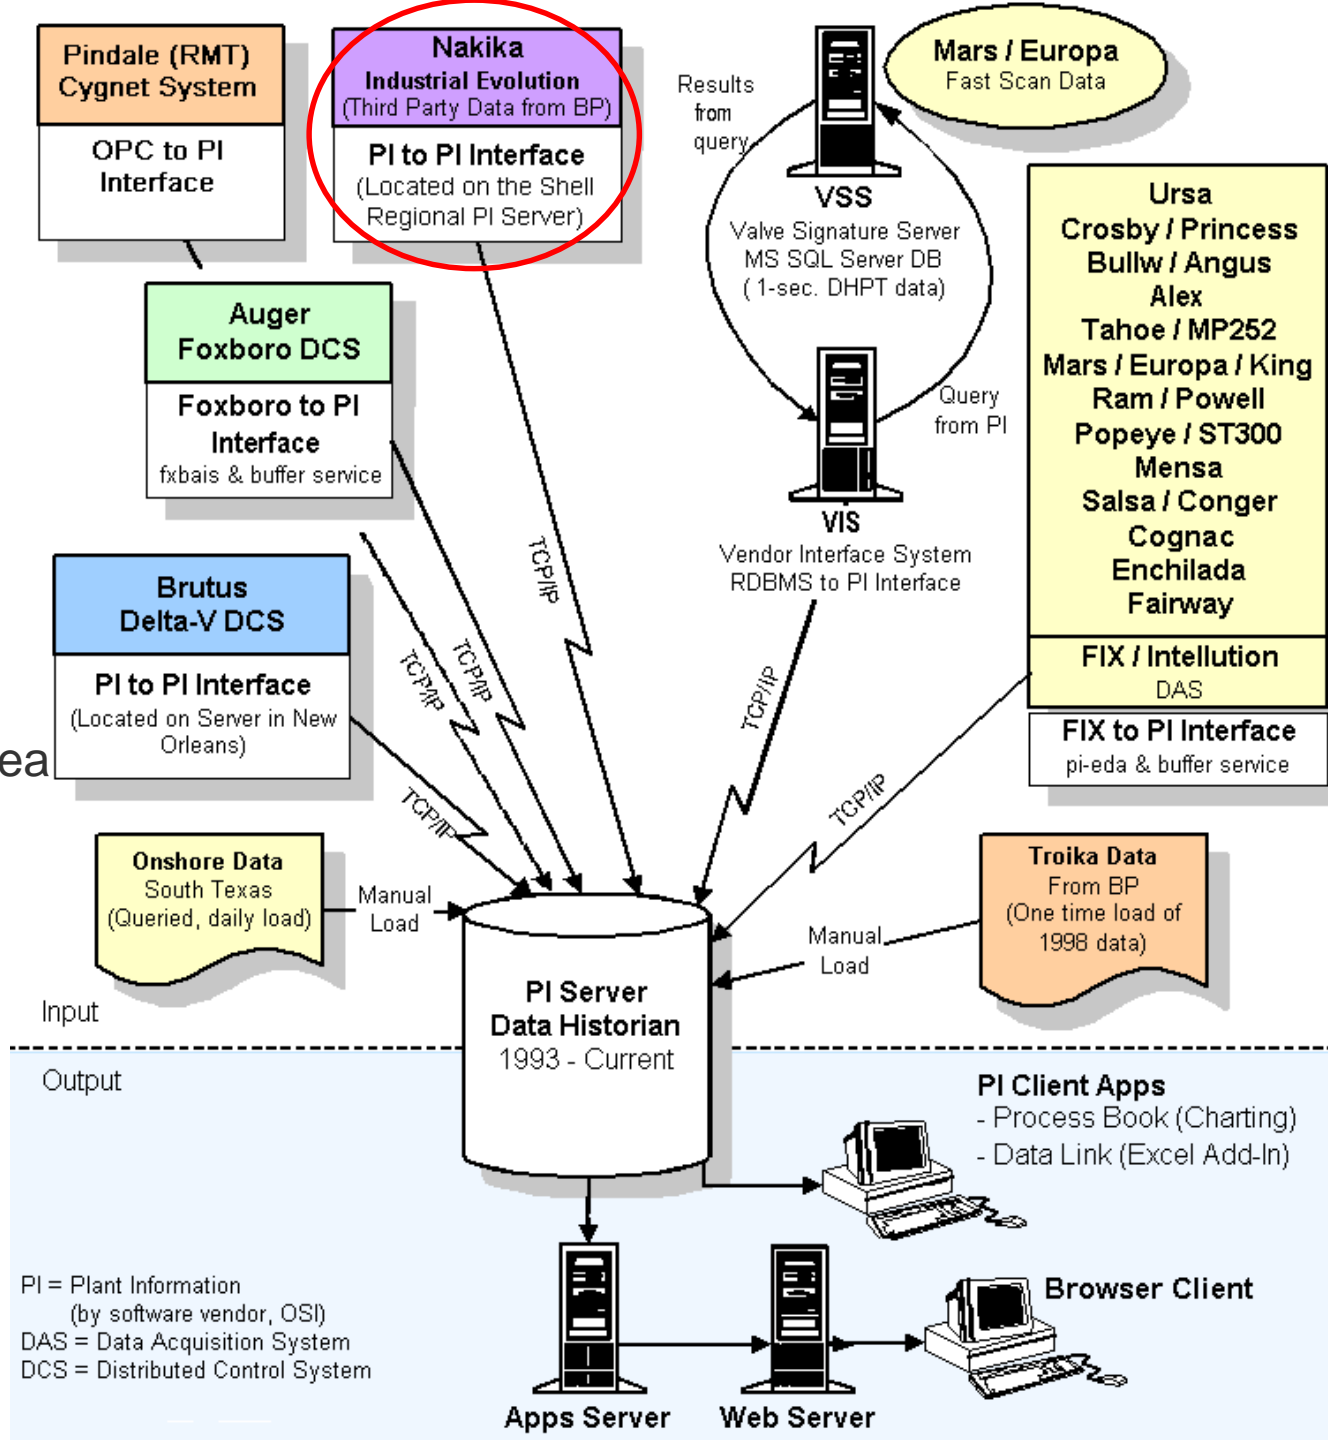 Pindale (RMT)
Cygnet System
OPC to PI
Interface
Nakika
Industrial Evolution
(Third Party Data from BP)
PI to PI Interface
(Located on the Shell
Regional PI Server)
Results
from
query
VSS
Valve Signature Server
MS SQL Server DB
( 1-sec. DHPT data)
Mars / Europa
Fast Scan Data
Query
from PI
VIS
Vendor Interface System
RDBMS to PI Interface
Ursa
Crosby / Princess
Bullw / Angus
Alex
Tahoe / MP252
Mars / Europa / King
Ram / Powell
Popeye / ST300
Mensa
Salsa / Conger
Cognac
Enchilada
Fairway
FIX / Intellution
DAS
FIX to PI Interface
pi-eda & buffer service
Auger
Foxboro DCS
Foxboro to PI
Interface
fxbais & buffer service
Brutus
Delta-V DCS
PI to PI Interface
(Located on Server in New
Orleans)
ea
TCP/IP
TCP/IP
TCP/IP
TCP/IP
TCP/IP
TCP/IP
Onshore Data
South Texas
(Queried, daily load)
Manual
Load
Troika Data
From BP
(One time load of
1998 data)
Manual
Load
PI Server
Data Historian
1993 - Current
Input
Output
PI Client Apps
- Process Book (Charting)
- Data Link (Excel Add-In)
Browser Client
PI = Plant Information
(by software vendor, OSI)
DAS = Data Acquisition System
DCS = Distributed Control System
Apps Server
Web Server